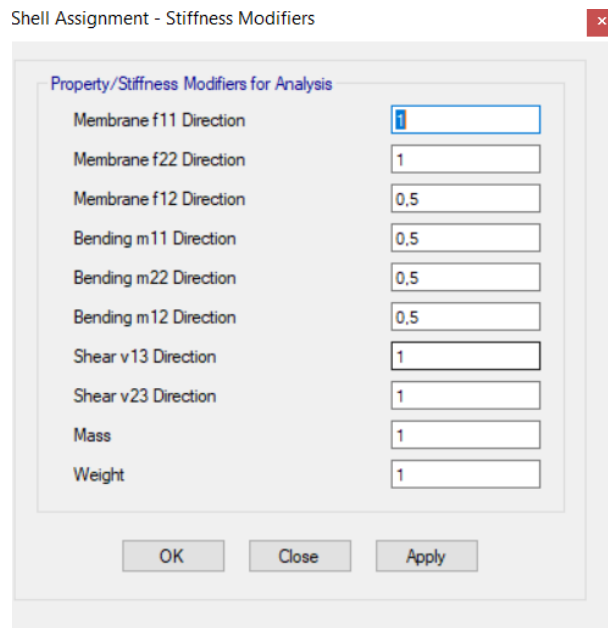 Shell Assignment - Stiffness Modifiers
×
Property/Stiffness Modifiers for Analysis
Membrane f11 Direction 1
Membrane f22 Direction 1
Membrane f12 Direction 0,5
Bending m11 Direction 0,5
Bending m22 Direction 0,5
Bending m12 Direction 0,5
Shear v13 Direction 1
Shear v23 Direction 1
Mass 1
Weight 1
OK Close Apply